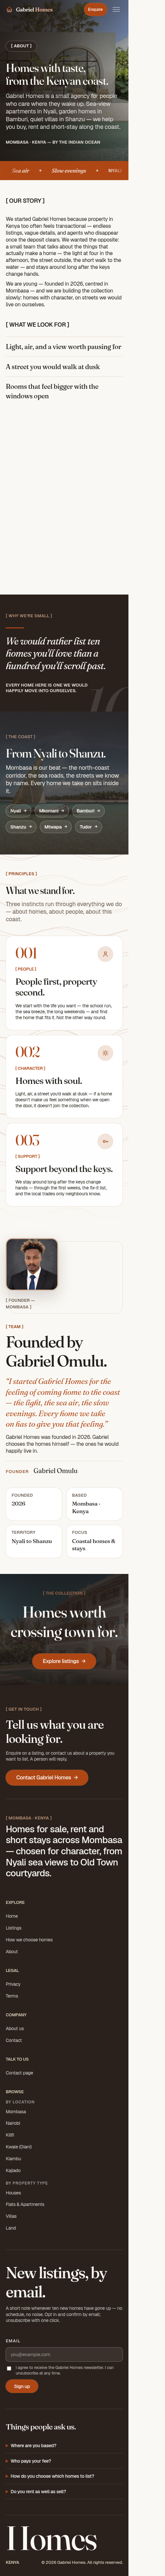 Gabriel Homes
Enquire
[ ABOUT ]
Homes with taste,
from the Kenyan coast.
Gabriel Homes is a small property
and short-stay
care about where they wake up. Sea-view
apartments in Nyali, garden homes in
Bamburi, quiet villas in Shanzu — we help
you buy, rent and short-stay along the coast.
MOMBASA · KENYA — BY THE INDIAN OCEAN
Sea air
Slow evenings
NYALI
[ OUR STORY ]
We started Gabriel Homes because property in
Kenya too often feels transactional — endless
listings, vague details, and agents who disappear
once the deposit clears. We wanted the opposite:
a small team that talks about the things that
actually make a home — the light in the
afternoon, the sound of the street at night, the
short walk to the sea, the kettle that heats the
water — and stays around long after the keys
change hands.
We are young — founded in 2026, centred in
Mombasa — and we are building the company
slowly: homes with character, on streets we would
live on ourselves.
[ WHAT WE LOOK FOR ]
Light, air, and a view worth pausing for
A street you would walk at dusk
Rooms that feel bigger with the
windows open
[ WHY WE'RE SMALL ]
We would rather list ten
homes you'll love than a
hundred you'll scroll past.
EVERY HOME HERE IS ONE WE WOULD
HAPPILY MOVE INTO OURSELVES.
10
[ THE COAST ]
From Nyali to Shanzu.
Mombasa is our beat — the north-coast
corridor, the sea roads, the streets we know
by name. Every home we take on sits inside
it.
Nyali →
Mkomani →
Bamburi →
Shanzu →
Mtwapa →
Tudor →
[ PRINCIPLES ]
What we stand for.
Three instincts run through everything we do
— about homes, about people, about this
coast.
001
[ PEOPLE ]
People first, property
second.
We start with the life you want — the school run,
the sea breeze, the long weekends — and find
the home that fits it. Not the other way round.
002
[ CHARACTER ]
Homes with soul.
Light, air, a street you'd walk at dusk — if a home
doesn't make us feel something when we open
the door, it doesn't join the collection.
003
[ SUPPORT ]
Support beyond the keys.
We stay around long after the keys change
hands — through the first weeks, the fix-it list,
and the local trades only neighbours know.
[ FOUNDER —
MOMBASA ]
[ TEAM ]
Founded by
Gabriel Omulu.
"I started Gabriel Homes for the
feeling of coming home to the coast
— the light, the sea air, the slow
evenings. Every home we take
on has to give you that feeling."
Gabriel Homes was founded in 2026. Gabriel
chooses the homes himself — the ones he would
happily live in.
FOUNDER Gabriel Omulu
FOUNDED
2026
BASED
Mombasa ·
Kenya
TERRITORY
Nyali to Shanzu
FOCUS
Coastal homes &
stays
[ THE COLLECTION ]
Homes worth
crossing town for.
Explore listings →
[ GET IN TOUCH ]
Tell us what you are
looking for.
Enquire on a listing, or contact us about a property you
want to list. A person will reply.
Contact Gabriel Homes →
[ MOMBASA · KENYA ]
Homes for sale, rent and
short stays across Mombasa
— chosen for character, from
Nyali sea views to Old Town
courtyards.
EXPLORE
Home
Listings
How we choose homes
About
LEGAL
Privacy
Terms
COMPANY
About us
Contact
TALK TO US
Contact page
BROWSE
BY LOCATION
Mombasa
Nairobi
Kilifi
Kwale (Diani)
Kiambu
Kajiado
BY PROPERTY TYPE
Houses
Flats & Apartments
Villas
Land
New listings, by
email.
A short note whenever ten new homes have gone up — no
schedule, no noise. Opt in and confirm by email;
unsubscribe with one click.
EMAIL
you@example.com
I agree to receive the Gabriel Homes newsletter. I can
unsubscribe at any time.
Sign up
Things people ask us.
Where are you based?
Who pays your fee?
How do you choose which homes to list?
Do you rent as well as sell?
Homes
KENYA
© 2026 Gabriel Homes. All rights reserved.